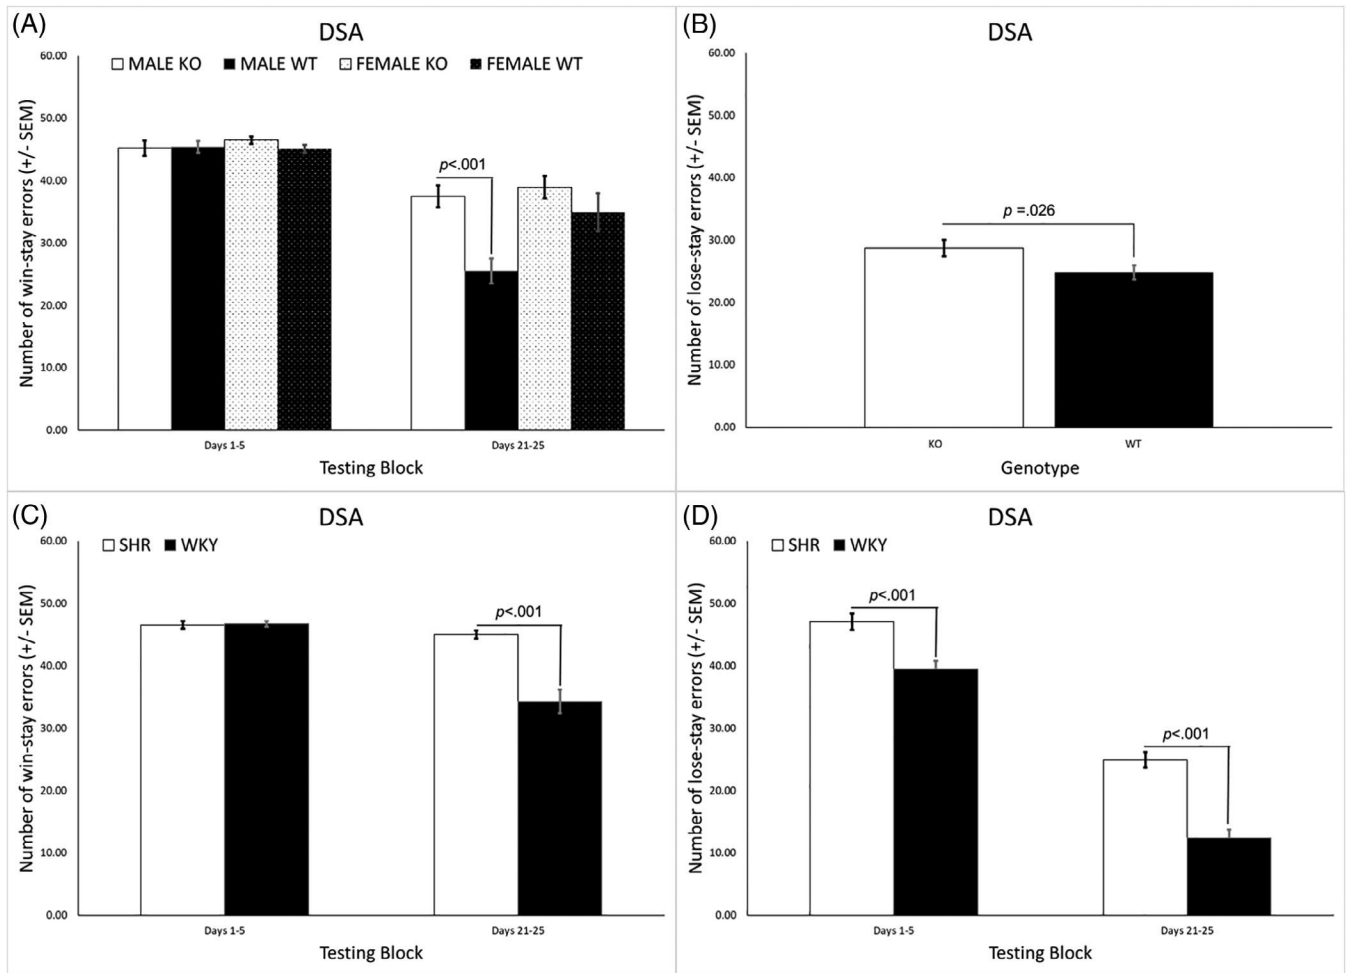 (A)
DSA
MALE KO MALE WT FEMALE KO FEMALE WT
Number of win-stay errors (+/- SEM)
60.00
50.00
40.00
30.00
20.00
10.00
0.00
p<.001
Days 1-5 Days 21-25
Testing Block
(B)
DSA
Number of lose-stay errors (+/- SEM)
60.00
50.00
40.00
30.00
20.00
10.00
0.00
p =.026
KO WT
Genotype
(C)
DSA
SHR WKY
Number of win-stay errors (+/- SEM)
60.00
50.00
40.00
30.00
20.00
10.00
0.00
p<.001
Days 1-5 Days 21-25
Testing Block
(D)
DSA
SHR WKY
Number of lose-stay errors (+/- SEM)
60.00
50.00
40.00
30.00
20.00
10.00
0.00
p<.001
p<.001
Days 1-5 Days 21-25
Testing Block